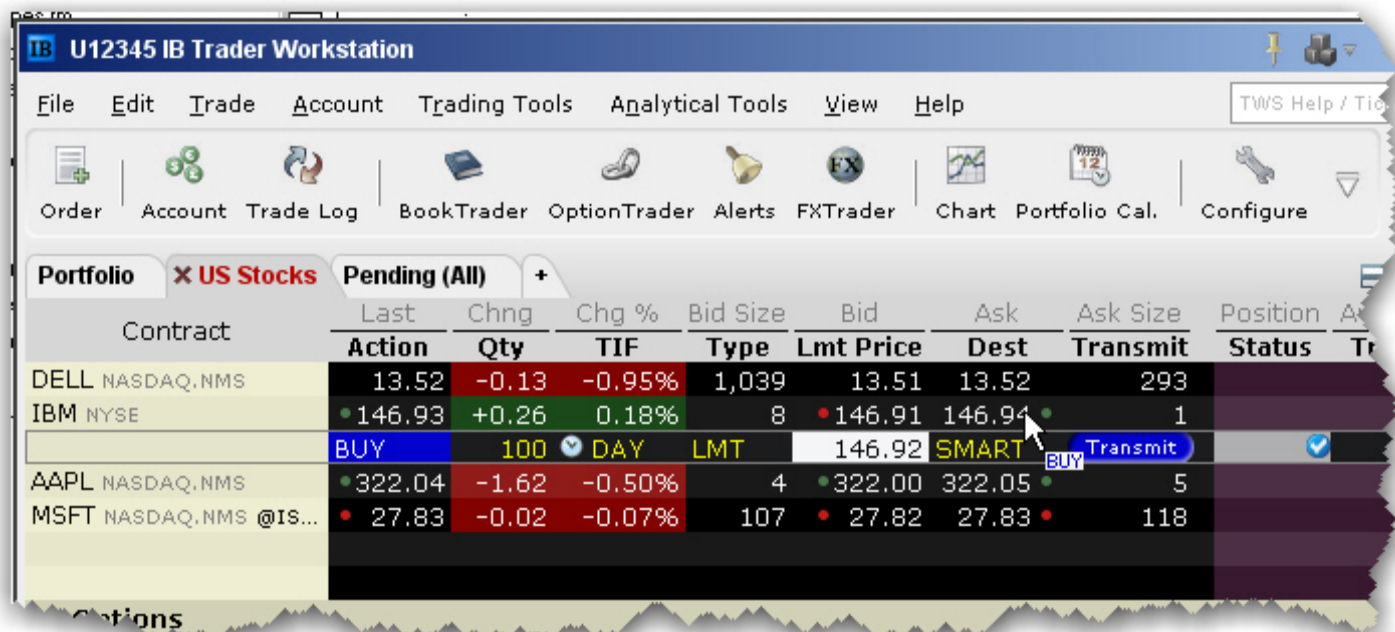 IB U12345 IB Trader Workstation
File Edit Trade Account Trading Tools Analytical Tools View Help TWS Help /
12 FX
Order Account Trade Log BookTrader OptionTrader Alerts FXTrader Chart Portfolio Cal. Configure
Portfolio X US Stocks Pending (All) +
Contract Last Chng Chg % Bid Size Bid Ask Ask Size Position
Action Qty TIF Type Lmt Price Dest Transmit Status
DELL NASDAQ.NMS 13.52 -0.13 -0.95% 1,039 13.51 13.52 293
IBM NYSE 146.93 +0.26 0.18% 8 146.91 146.94 1
BUY 100 DAY LMT 146.92 SMART Transmit
BUY
AAPL NASDAQ.NMS 322.04 -1.62 -0.50% 4 322.00 322.05 5
MSFT NASDAQ.NMS @IS... 27.83 -0.02 -0.07% 107 27.82 27.83 118